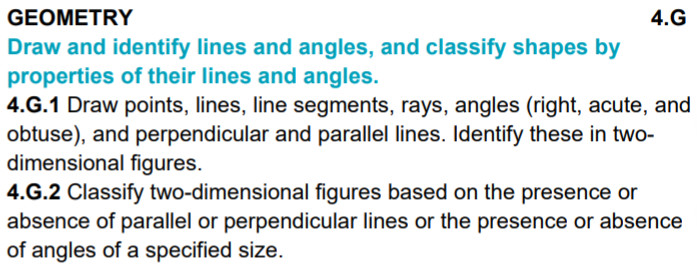 GEOMETRY 4.G
Draw and identify lines and angles, and classify shapes by
properties of their lines and angles.
4.G.1 Draw points, lines, line segments, rays, angles (right, acute, and
obtuse), and perpendicular and parallel lines. Identify these in two-
dimensional figures.
4.G.2 Classify two-dimensional figures based on the presence or
absence of parallel or perpendicular lines or the presence or absence
of angles of a specified size.